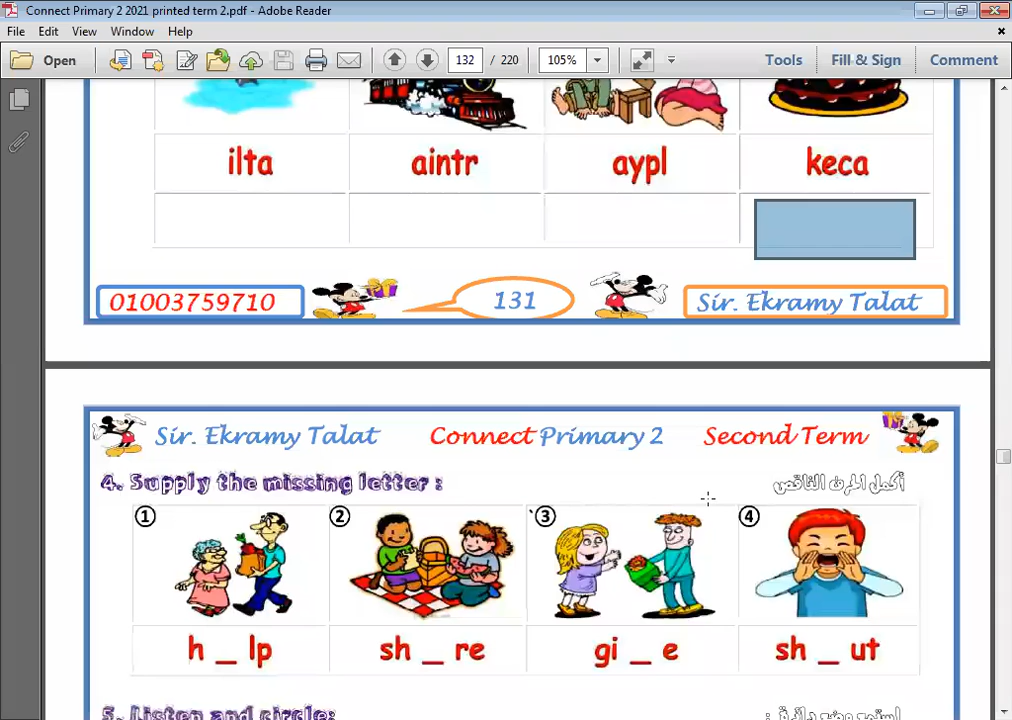 Connect Primary 2 2021 printed term 2.pdf - Adobe Reader
File Edit View Window Help
Open 132 / 220 105% Tools Fill & Sign Comment
ilta aintr aypl keca
01003759710 131 Sir. Ekramy Talat
Sir. Ekramy Talat Connect Primary 2 Second Term
4. Supply the missing letter : أكمل الحرف الناقص
1 2 3 4
h _ lp sh _ re gi _ e sh _ ut
5. Listen and circle: استمع وضع دائرة :